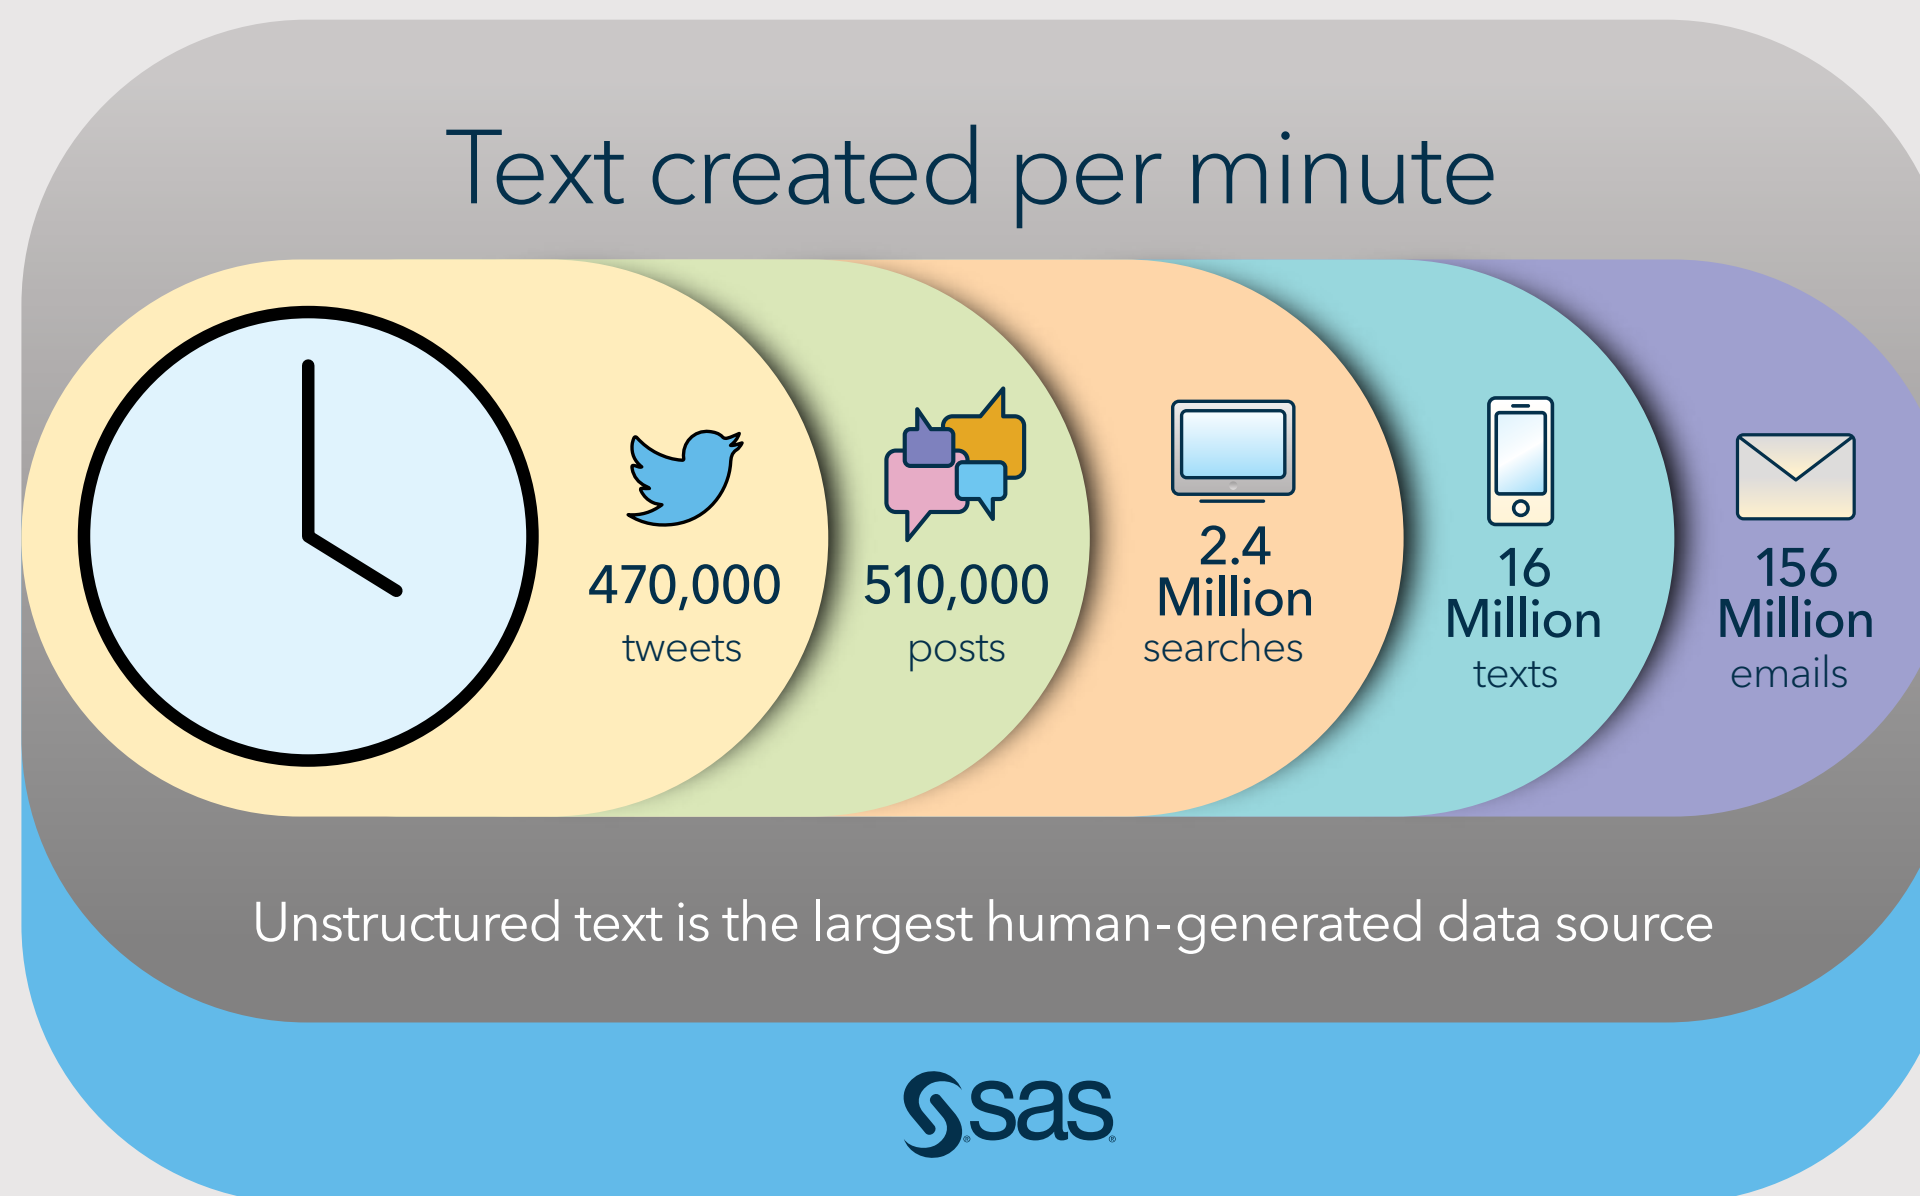 Text created per minute
470,000
tweets
510,000
posts
2.4
Million
searches
16
Million
texts
156
Million
emails
Unstructured text is the largest human-generated data source
sas